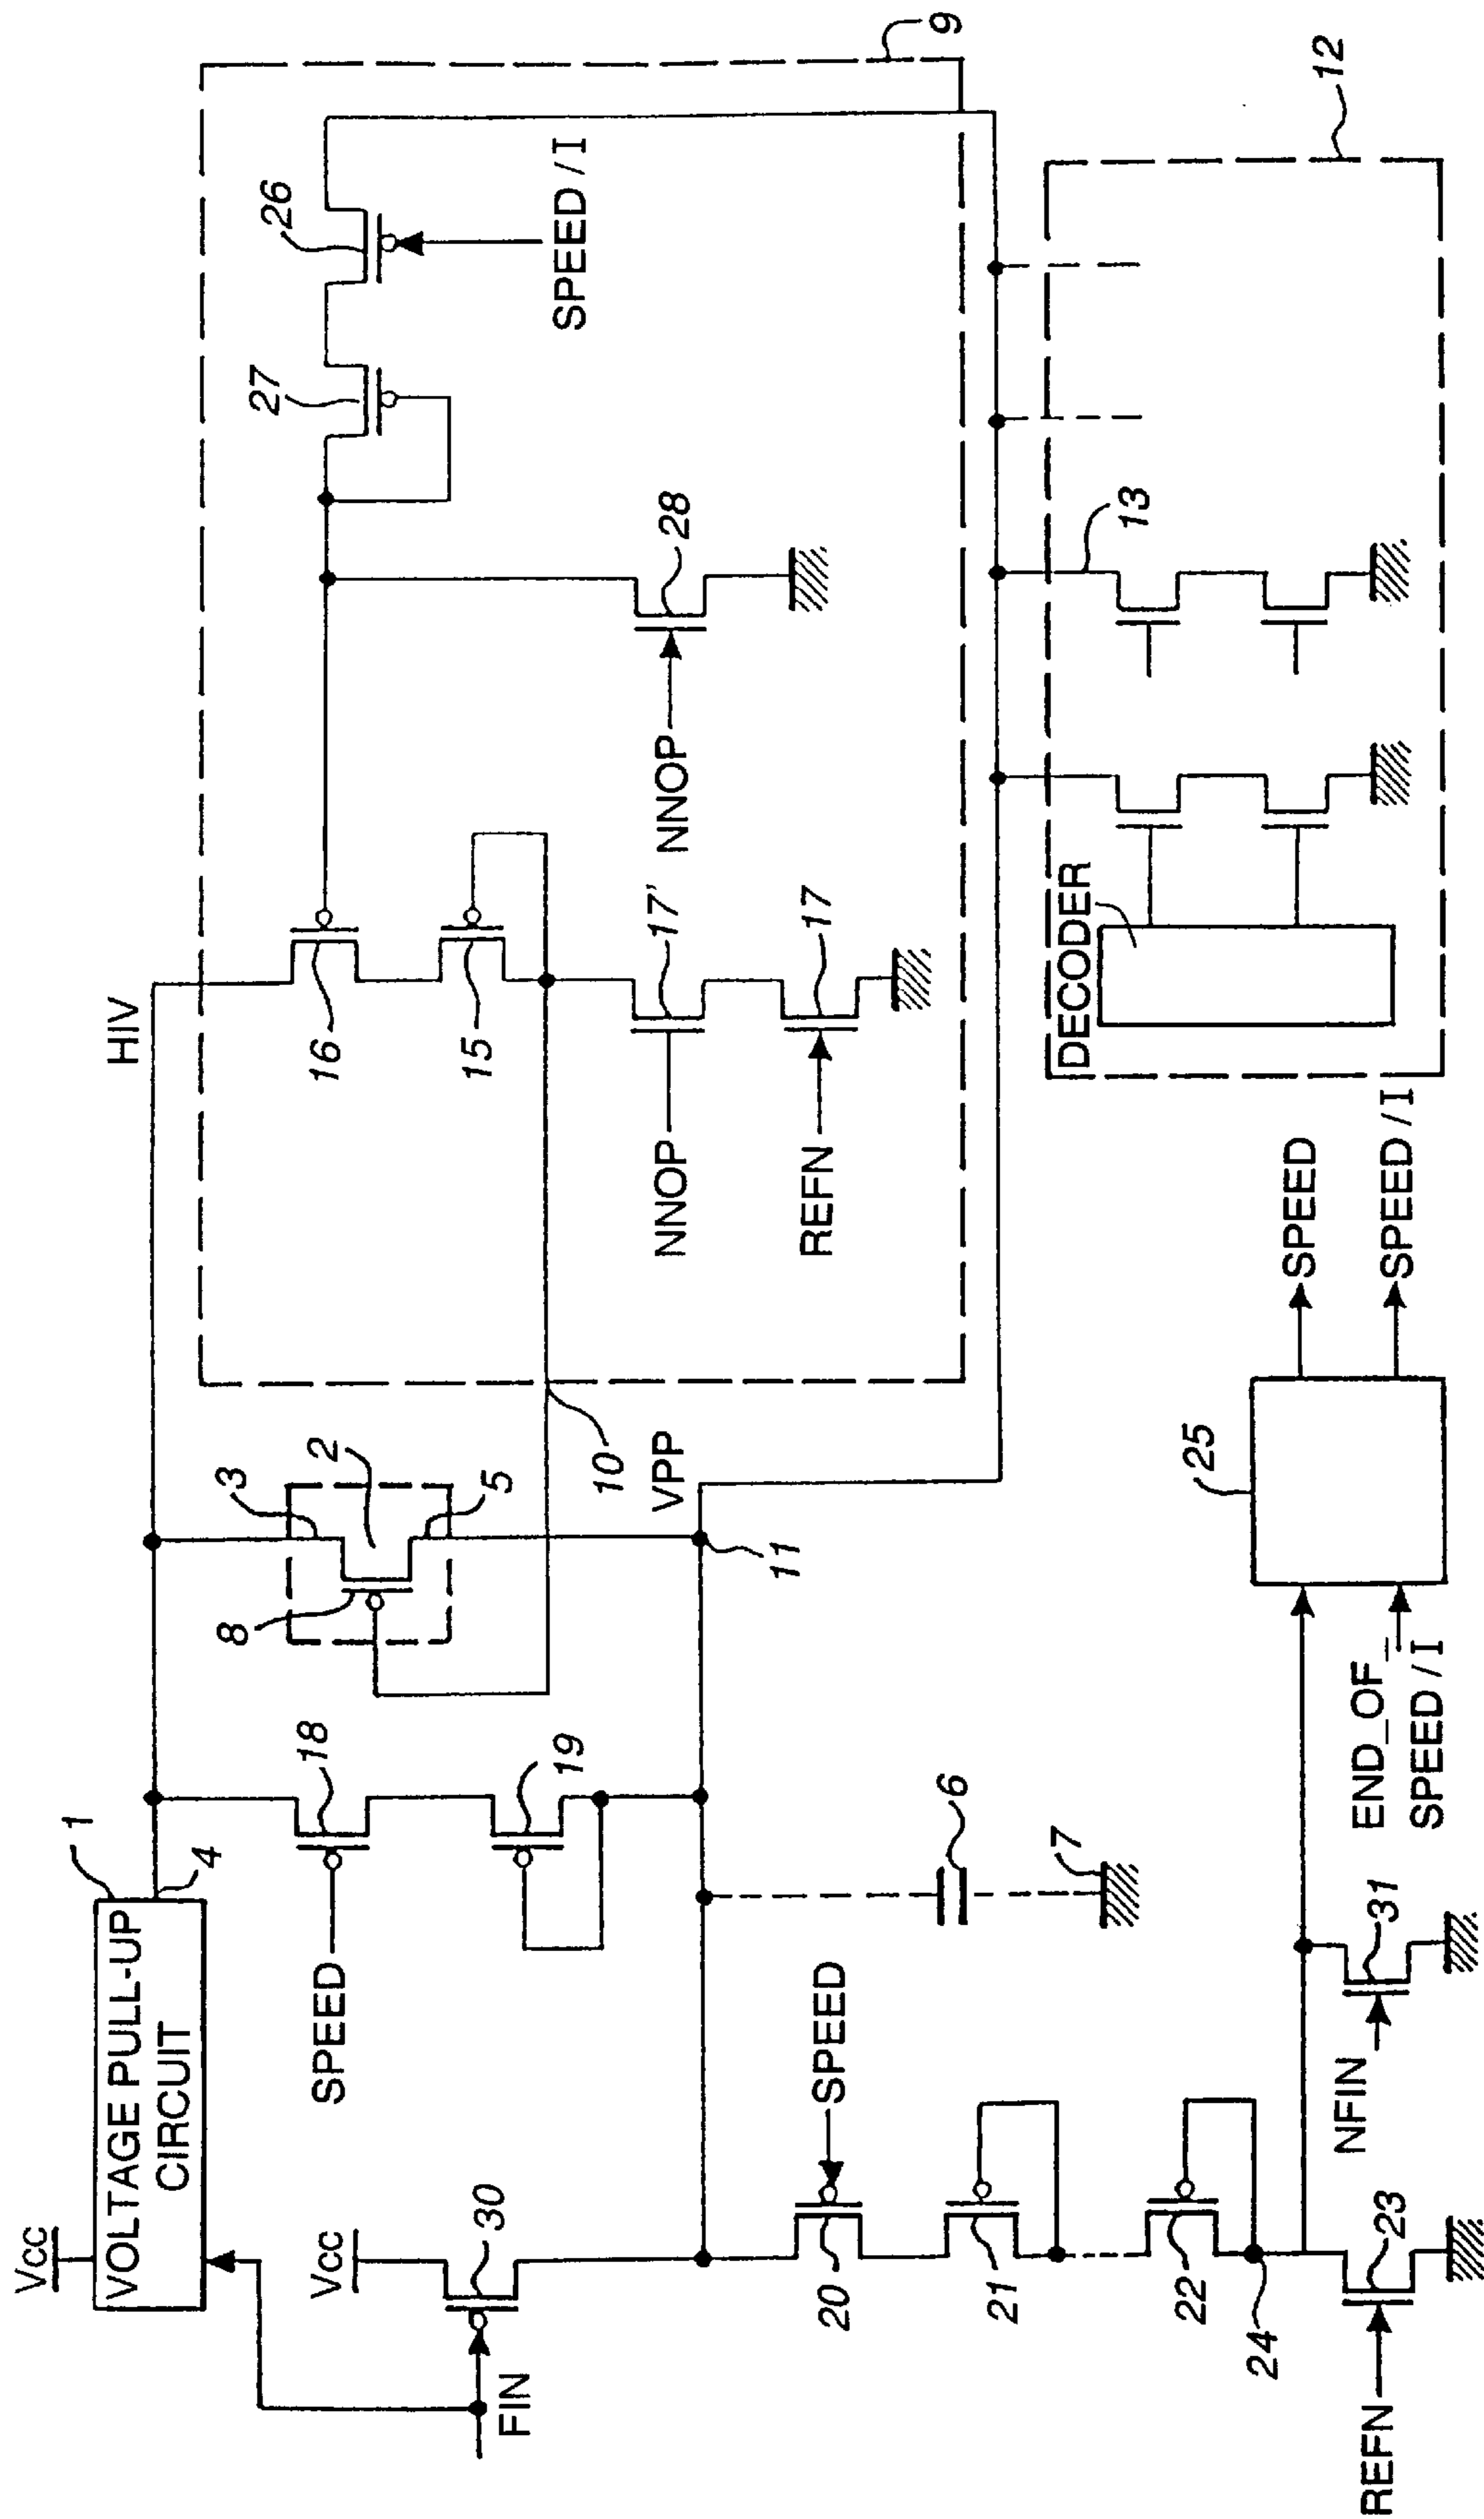 Vcc
VOLTAGE PULL-UP
CIRCUIT
1
4
HIV
FIN
Vcc
30
SPEED
18
19
8
3
2
5
10
VPP
11
6
7
9
16
15
NNOP
17'
REFN
17
NNOP
28
27
26
SPEED / I
SPEED
20
21
22
24
REFN
23
NFIN
31
END_OF_
SPEED / I
25
SPEED
SPEED / I
DECODER
13
12